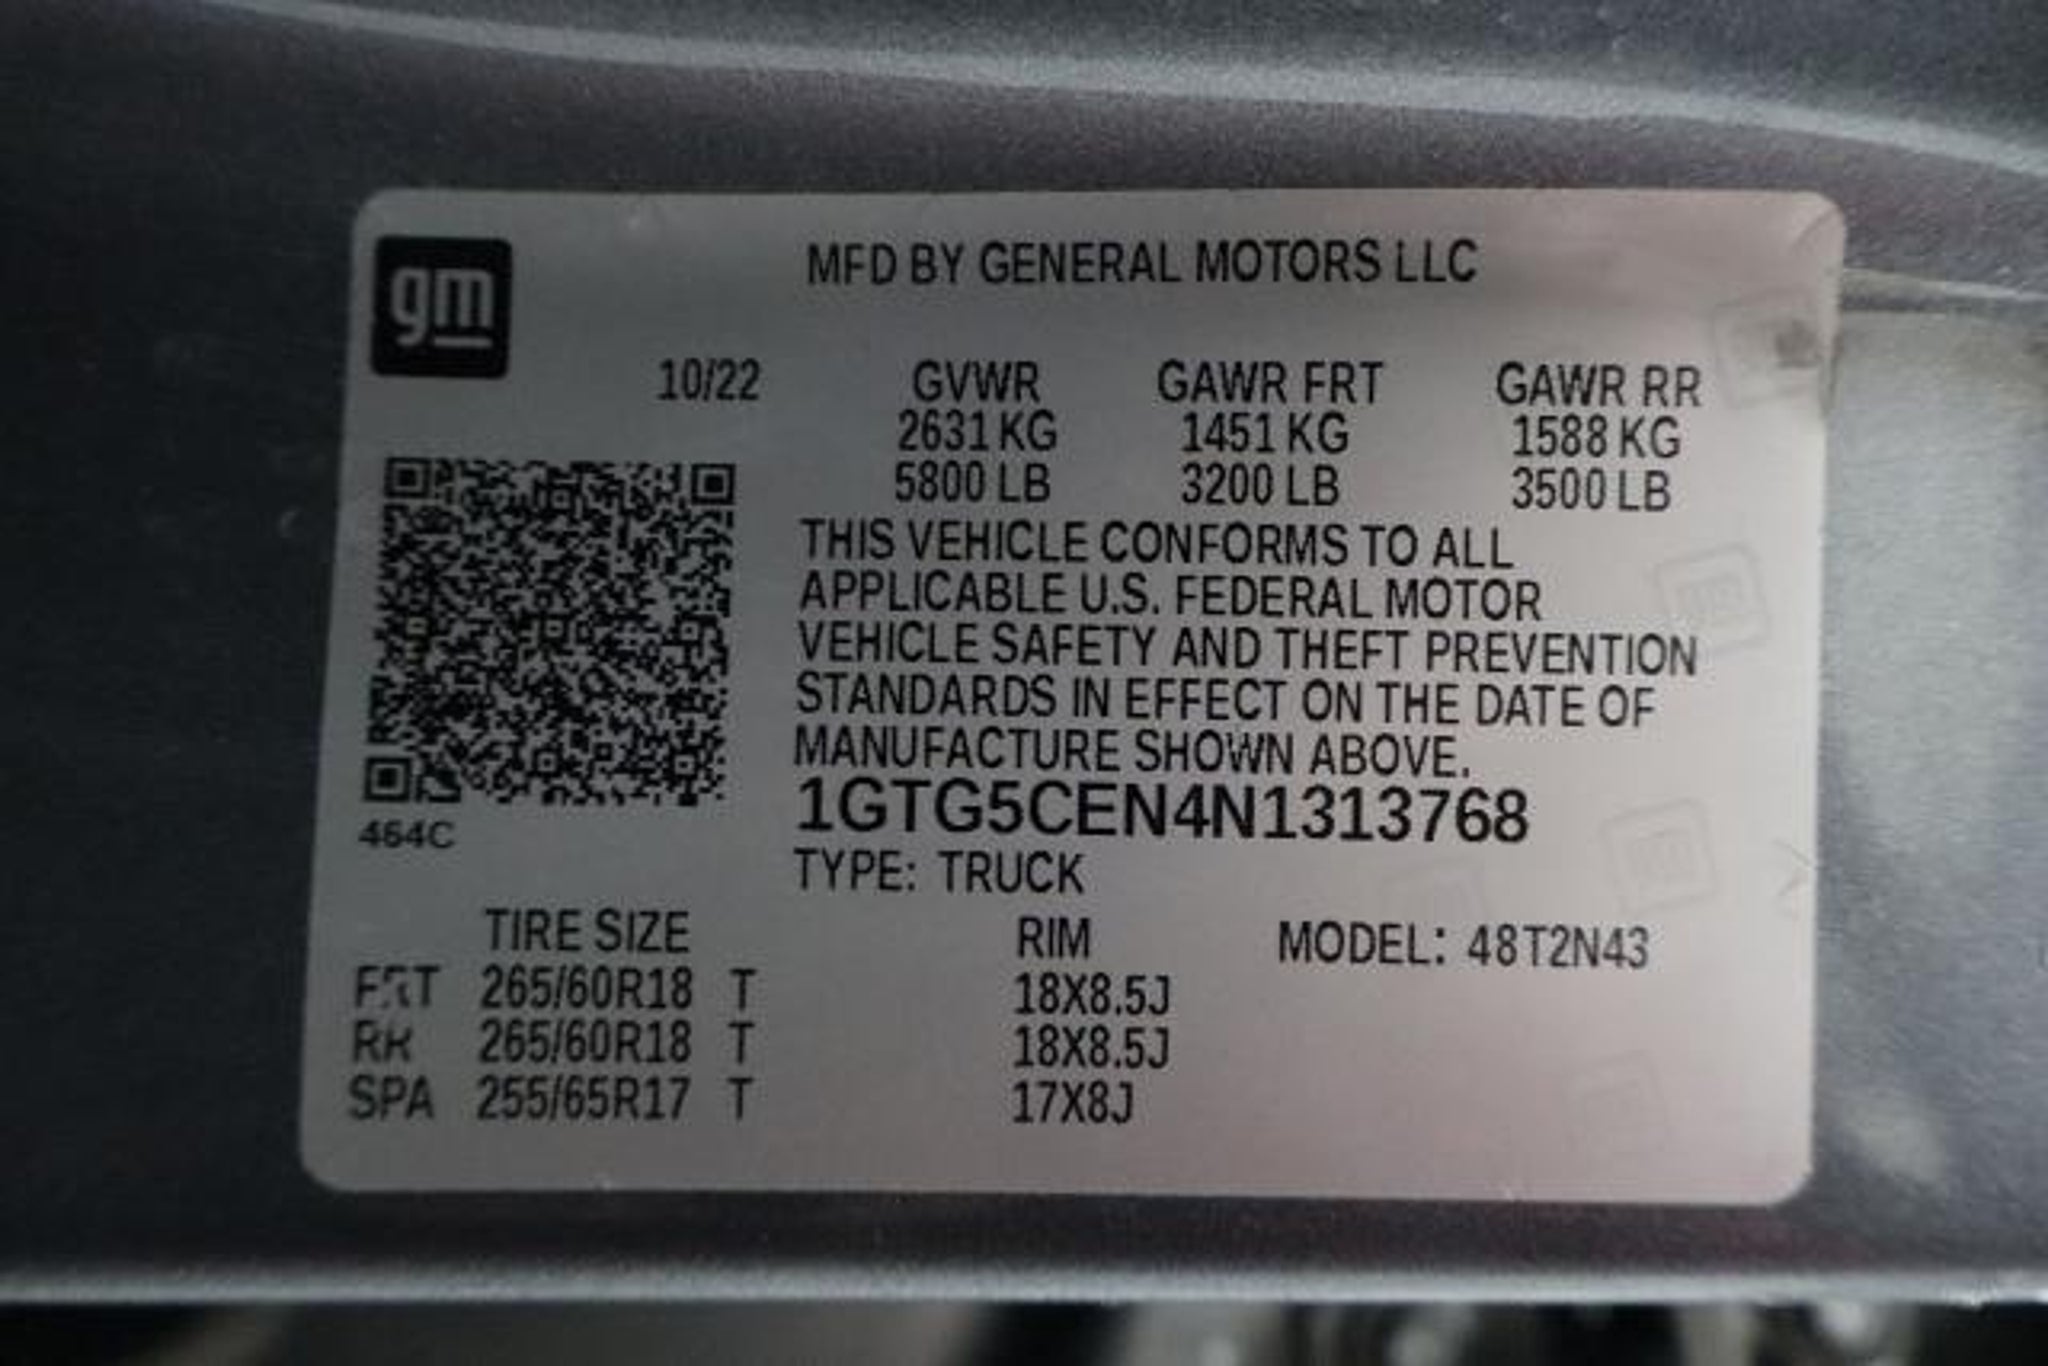 gm
MFD BY GENERAL MOTORS LLC
10/22 GVWR GAWR FRT GAWR RR
2631 KG 1451 KG 1588 KG
5800 LB 3200 LB 3500 LB
THIS VEHICLE CONFORMS TO ALL
APPLICABLE U.S. FEDERAL MOTOR
VEHICLE SAFETY AND THEFT PREVENTION
STANDARDS IN EFFECT ON THE DATE OF
MANUFACTURE SHOWN ABOVE.
1GTG5CEN4N1313768
464C
TYPE: TRUCK
TIRE SIZE RIM MODEL: 48T2N43
FRT 265/60R18 T 18X8.5J
RR 265/60R18 T 18X8.5J
SPA 255/65R17 T 17X8J